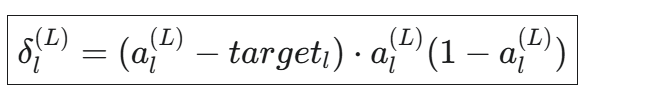 δ_l^{(L)} = (a_l^{(L)} − target_l) · a_l^{(L)}(1 − a_l^{(L)})